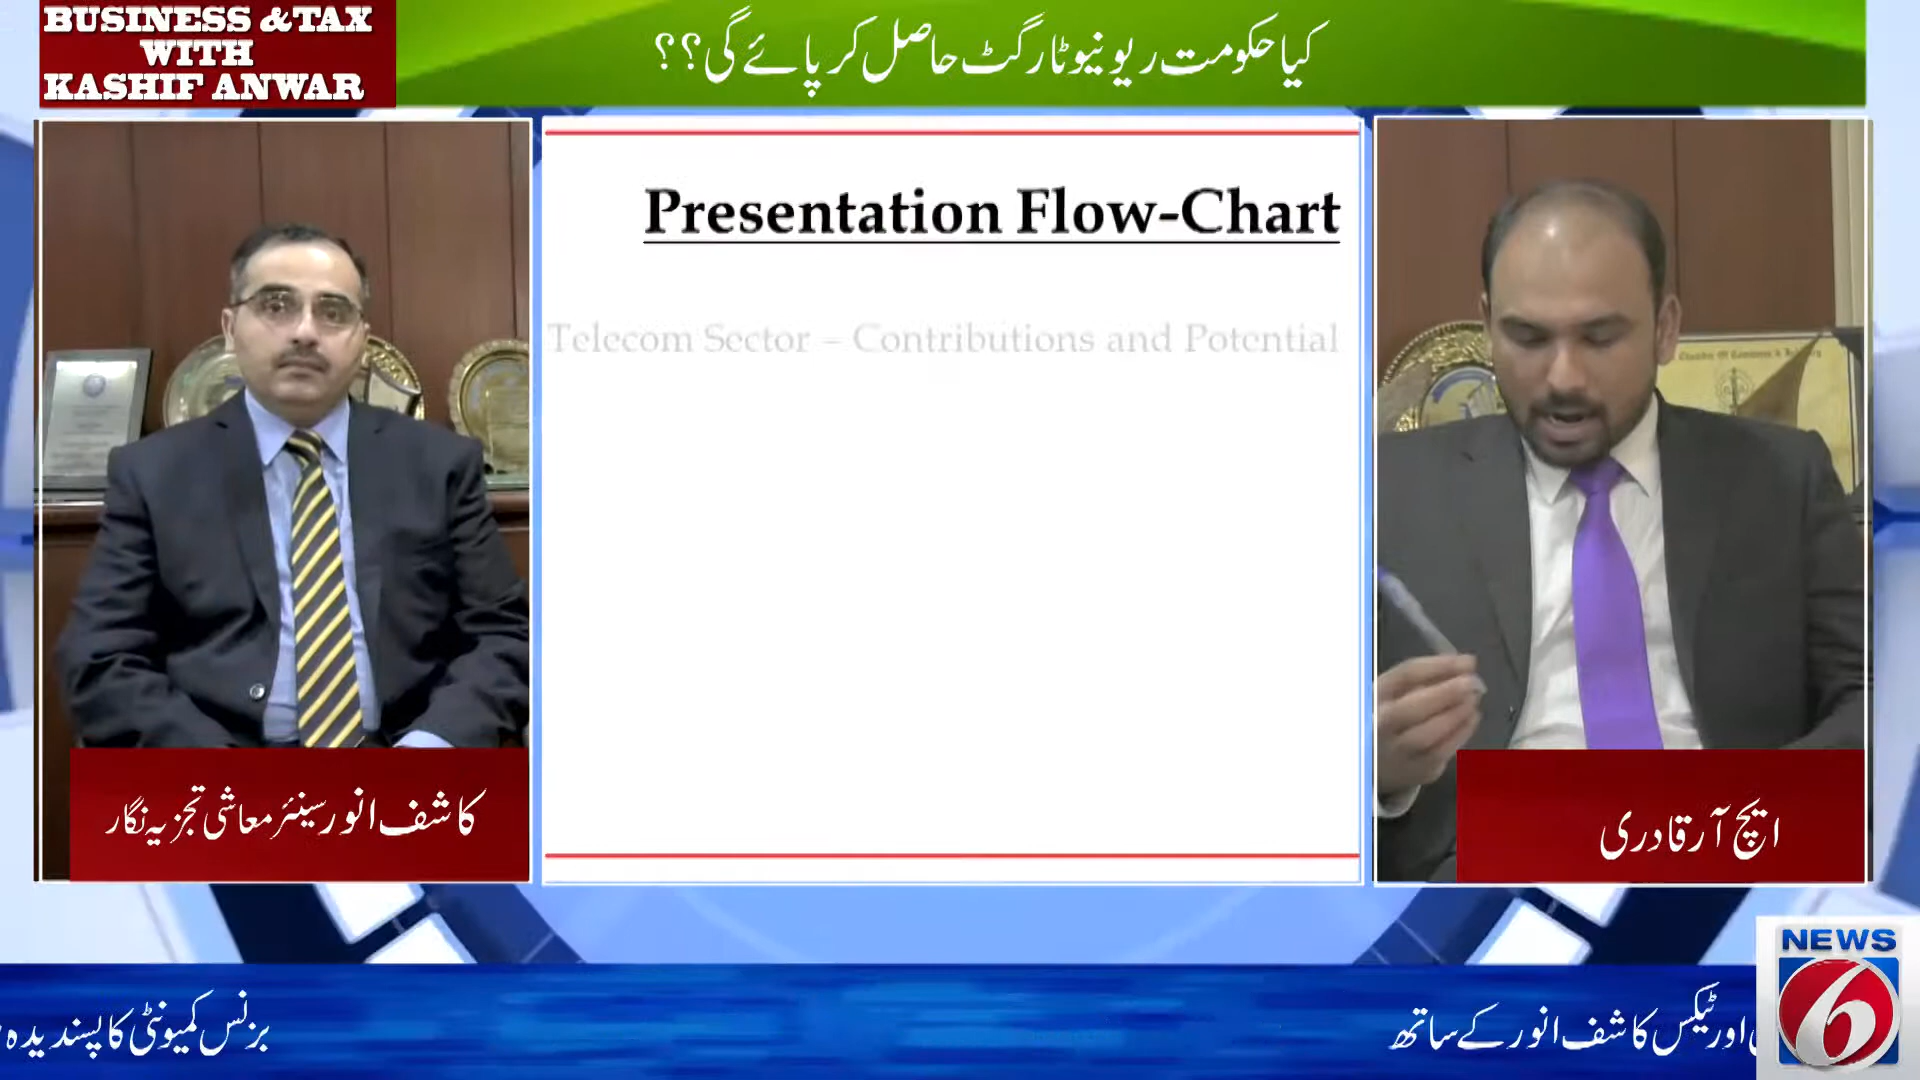 BUSINESS & TAX
WITH
KASHIF ANWAR
کیا حکومت ریونیو ٹارگٹ حاصل کر پائے گی؟؟
Presentation Flow-Chart
Telecom Sector – Contributions and Potential
کاشف انور سینئر معاشی تجزیہ نگار
ایچ آر قادری
NEWS
6
اور ٹیکس کاشف انور کے ساتھ
بزنس کمیونٹی کا پسندیدہ